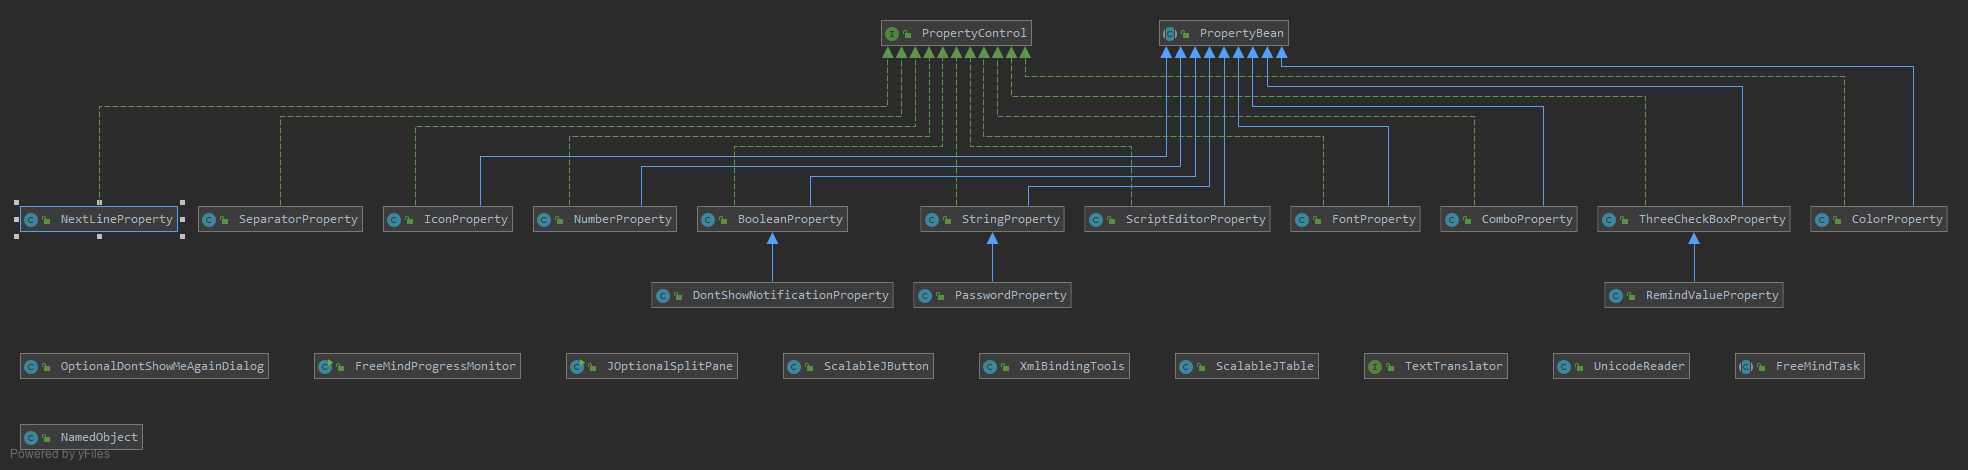 PropertyControl
PropertyBean
NextLineProperty
SeparatorProperty
IconProperty
NumberProperty
BooleanProperty
StringProperty
ScriptEditorProperty
FontProperty
ComboProperty
ThreeCheckBoxProperty
ColorProperty
DontShowNotificationProperty
PasswordProperty
RemindValueProperty
OptionalDontShowMeAgainDialog
FreeMindProgressMonitor
JOptionalSplitPane
ScalableJButton
XmlBindingTools
ScalableJTable
TextTranslator
UnicodeReader
FreeMindTask
NamedObject
Powered by yFiles